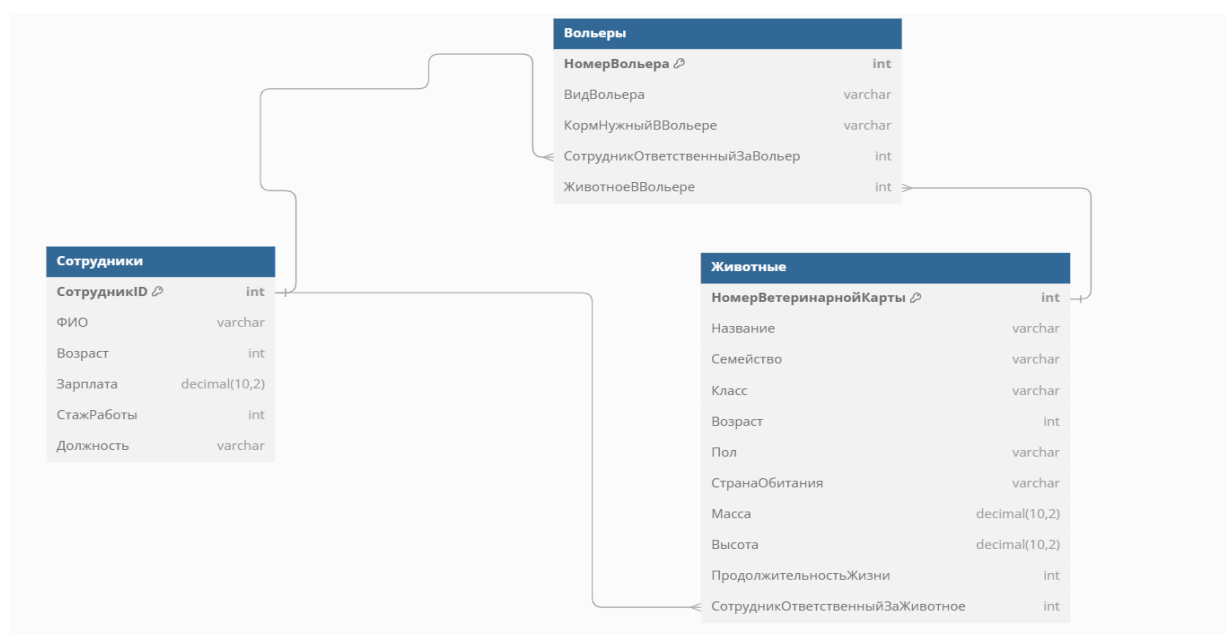 Вольеры
НомерВольера int
ВидВольера varchar
КормНужныйВВольере varchar
СотрудникОтветственныйЗаВольер int
ЖивотноеВВольере int
Сотрудники
СотрудникID int
ФИО varchar
Возраст int
Зарплата decimal(10,2)
СтажРаботы int
Должность varchar
Животные
НомерВетеринарнойКарты int
Название varchar
Семейство varchar
Класс varchar
Возраст int
Пол varchar
СтранаОбитания varchar
Масса decimal(10,2)
Высота decimal(10,2)
ПродолжительностьЖизни int
СотрудникОтветственныйЗаЖивотное int